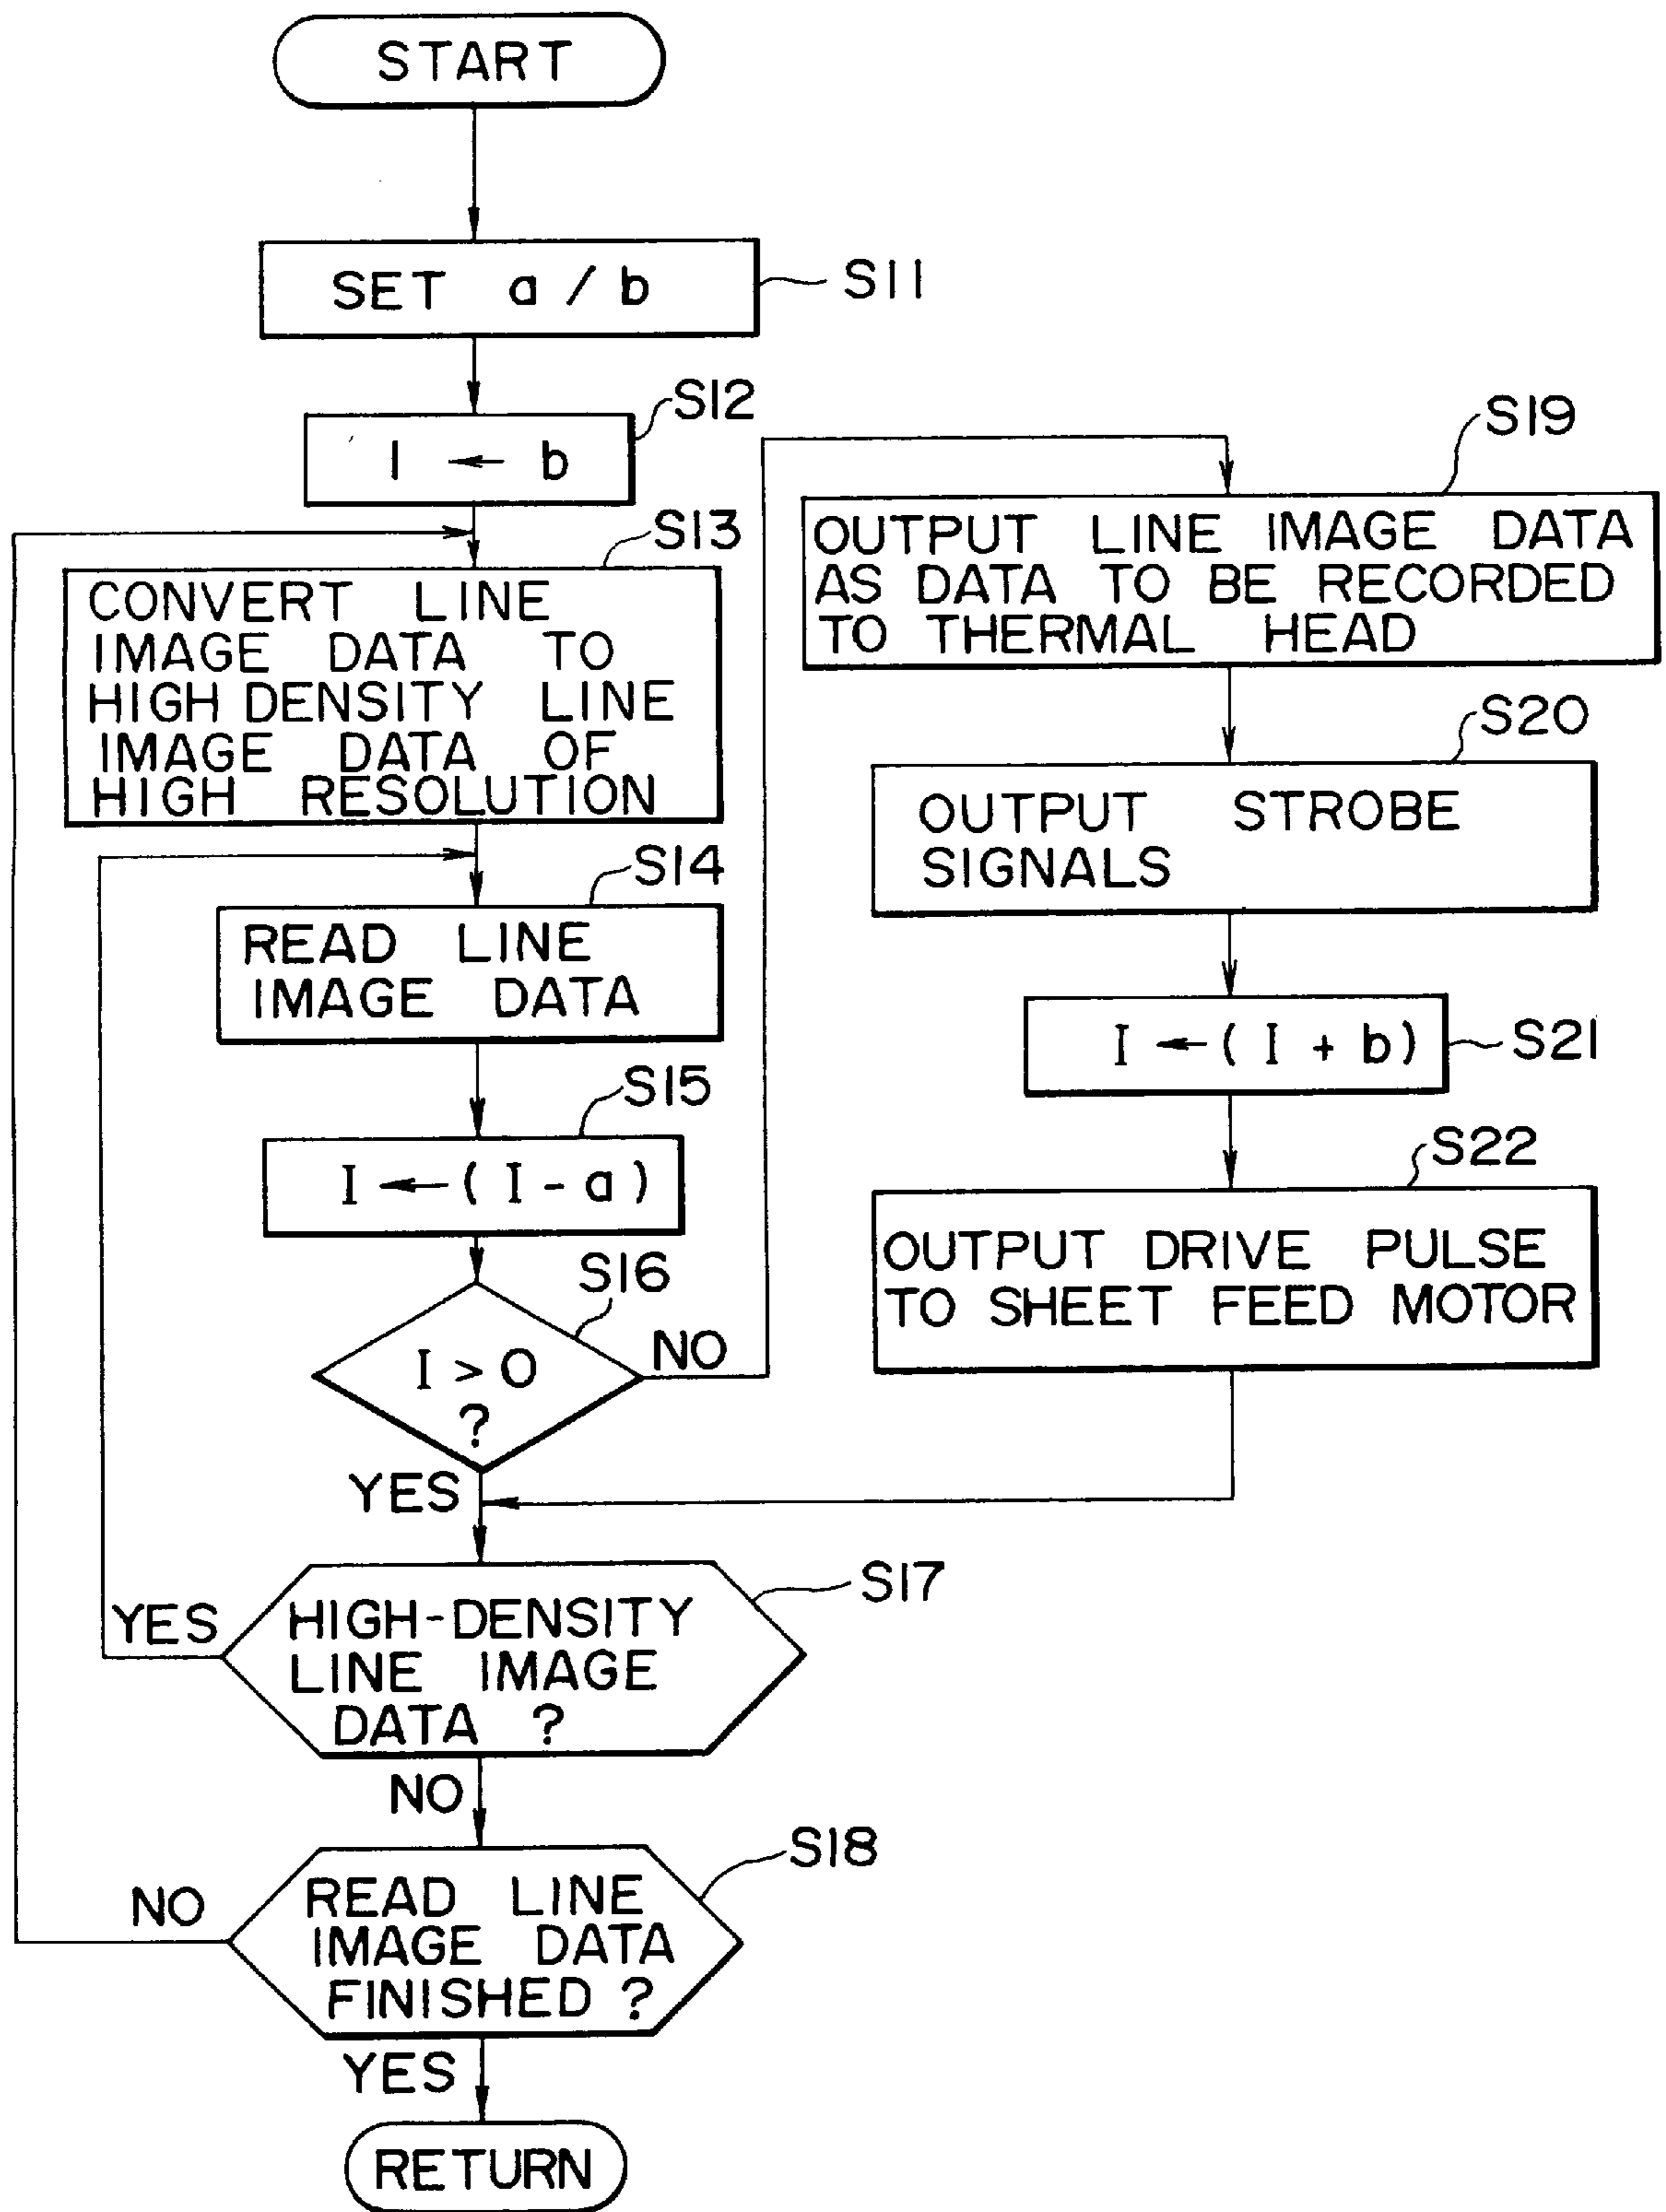 START
SET a / b
S11
S12
I ← b
S13
CONVERT LINE
IMAGE DATA TO
HIGH DENSITY LINE
IMAGE DATA OF
HIGH RESOLUTION
S14
READ LINE
IMAGE DATA
S15
I ← ( I - a )
S16
I > 0
?
NO
YES
S17
HIGH-DENSITY
LINE IMAGE
DATA ?
YES
NO
S18
READ LINE
IMAGE DATA
FINISHED ?
NO
YES
RETURN
S19
OUTPUT LINE IMAGE DATA
AS DATA TO BE RECORDED
TO THERMAL HEAD
S20
OUTPUT STROBE
SIGNALS
I ← ( I + b )
S21
S22
OUTPUT DRIVE PULSE
TO SHEET FEED MOTOR